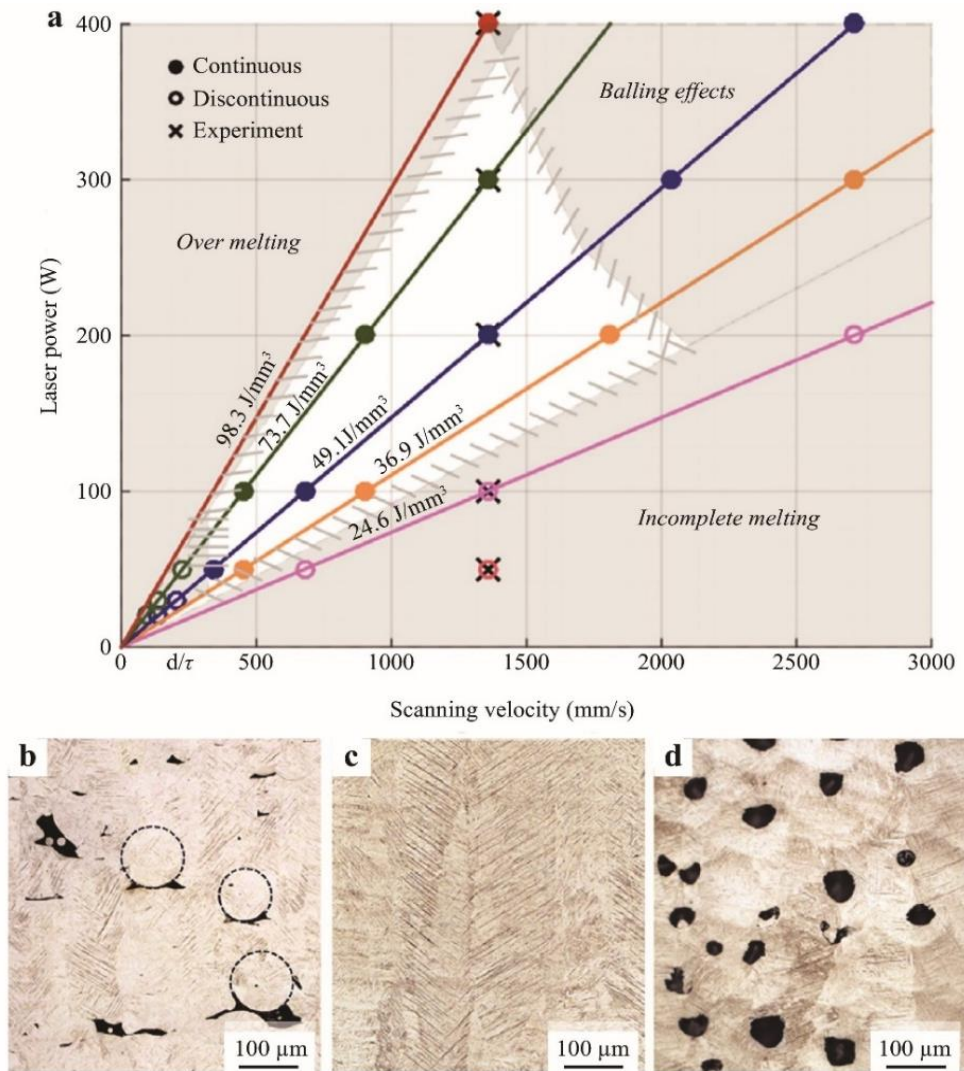 a
400
Continuous
Discontinuous
Experiment
Balling effects
300
Over melting
Laser power (W)
200
98.3 J/mm³
73.7 J/mm³
49.1J/mm³
36.9 J/mm³
24.6 J/mm³
100
Incomplete melting
0
0
d/τ
500
1000
1500
2000
2500
3000
Scanning velocity (mm/s)
b
c
d
100 μm
100 μm
100 μm